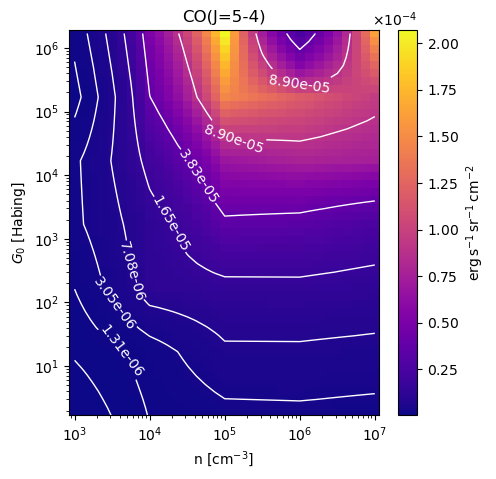 CO(J=5-4)
×10⁻⁴
10⁶
10⁵
10⁴
10³
10²
10¹
G₀ [Habing]
8.90e-05
8.90e-05
3.83e-05
1.65e-05
7.08e-06
3.05e-06
1.31e-06
10³
10⁴
10⁵
10⁶
10⁷
n [cm⁻³]
2.00
1.75
1.50
1.25
1.00
0.75
0.50
0.25
erg s⁻¹ sr⁻¹ cm⁻²